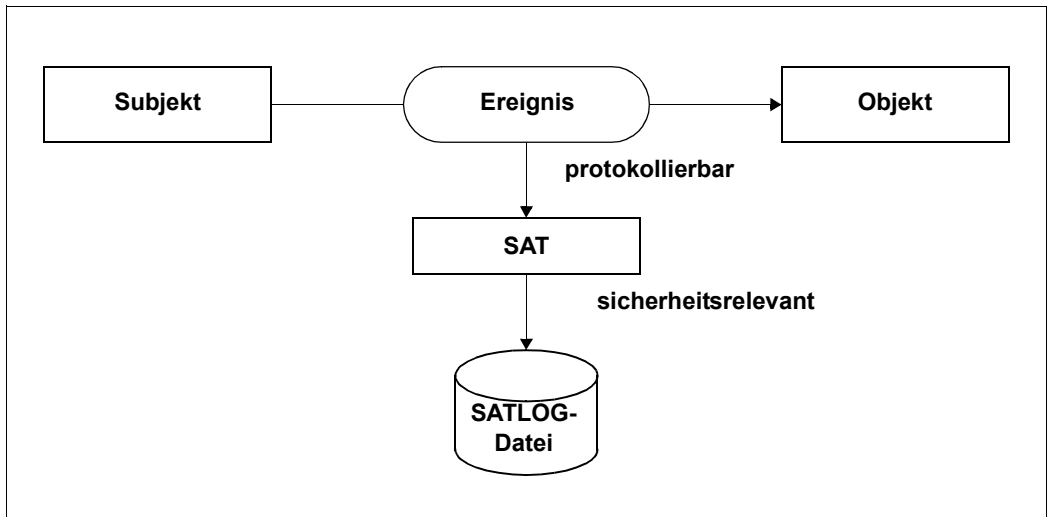 Subjekt
Ereignis
Objekt
protokollierbar
SAT
sicherheitsrelevant
SATLOG-
Datei